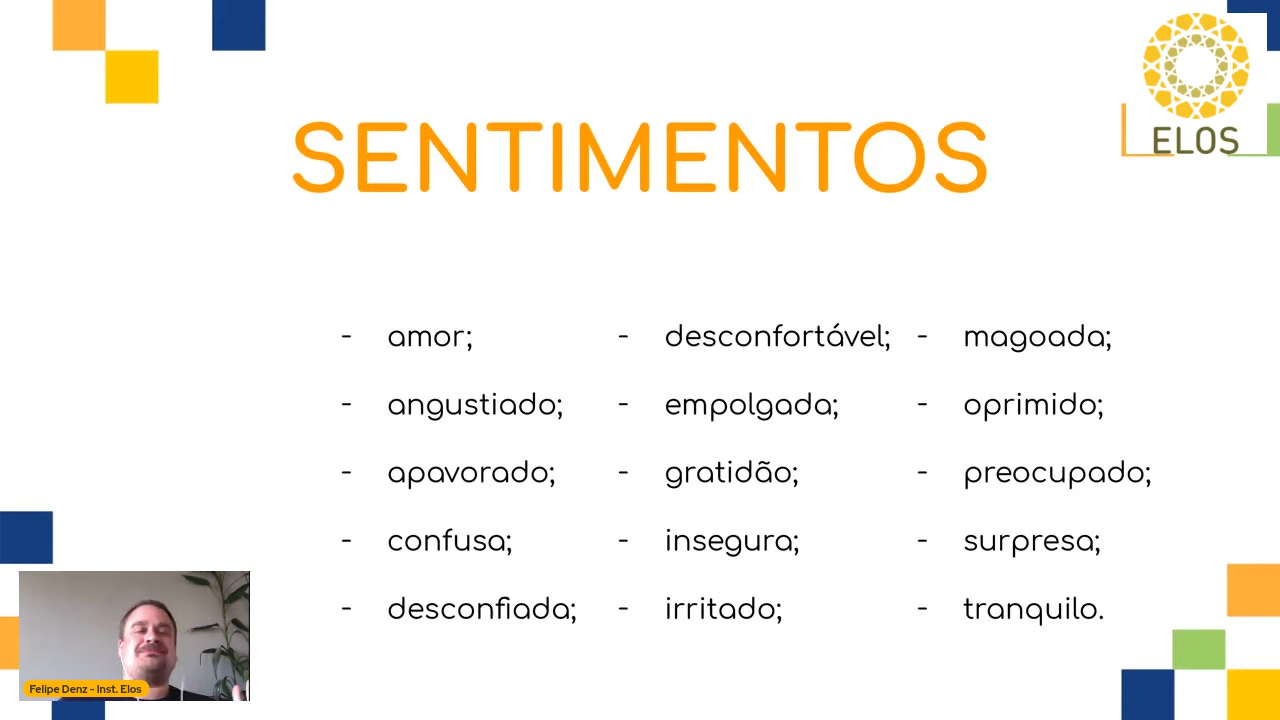 ELOS
SENTIMENTOS
- amor;
- angustiado;
- apavorado;
- confusa;
- desconfiada;
- desconfortável;
- empolgada;
- gratidão;
- insegura;
- irritado;
- magoada;
- oprimido;
- preocupado;
- surpresa;
- tranquilo.
Felipe Denz - Inst. Elos